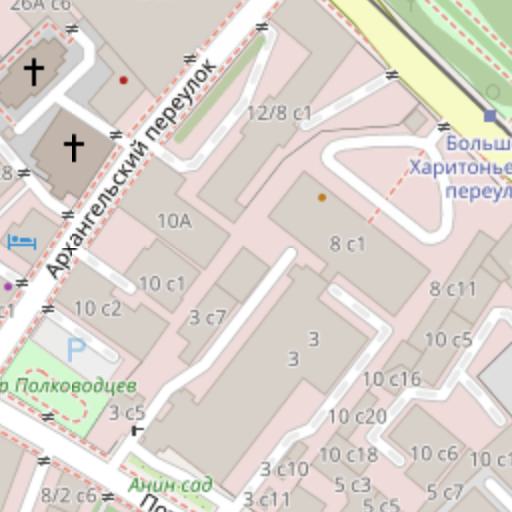 26А с6
12/8 с1
Архангельский переулок
Больш
Харитонье
переул
10А
8 с1
10 с1
8 с11
10 с2
3 с7
10 с5
3
3
P
10 с16
Полководцев
3 с5
10 с20
10 с18
10 с6
3 с10
Анин сад
5 с3
8/2 с6
3 с11
5 с5
5 с7